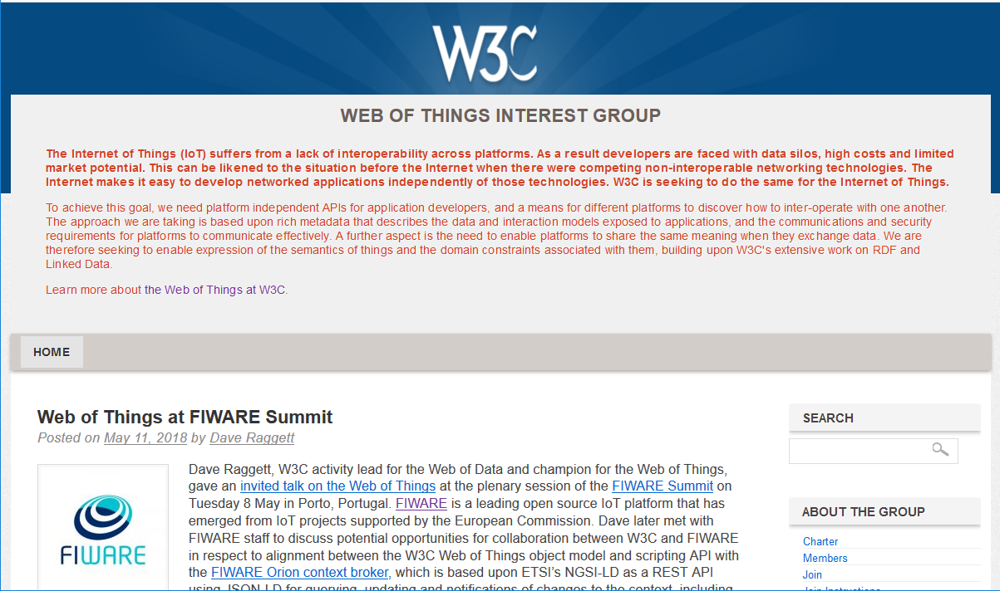 W3C
WEB OF THINGS INTEREST GROUP
The Internet of Things (IoT) suffers from a lack of interoperability across platforms. As a result developers are faced with data silos, high costs and limited
market potential. This can be likened to the situation before the Internet when there were competing non-interoperable networking technologies. The
Internet makes it easy to develop networked applications independently of those technologies. W3C is seeking to do the same for the Internet of Things.
To achieve this goal, we need platform independent APIs for application developers, and a means for different platforms to discover how to inter-operate with one another.
The approach we are taking is based upon rich metadata that describes the data and interaction models exposed to applications, and the communications and security
requirements for platforms to communicate effectively. A further aspect is the need to enable platforms to share the same meaning when they exchange data. We are
therefore seeking to enable expression of the semantics of things and the domain constraints associated with them, building upon W3C's extensive work on RDF and
Linked Data.
Learn more about the Web of Things at W3C.
HOME
Web of Things at FIWARE Summit
Posted on May 11, 2018 by Dave Raggett
FIWARE
Dave Raggett, W3C activity lead for the Web of Data and champion for the Web of Things,
gave an invited talk on the Web of Things at the plenary session of the FIWARE Summit on
Tuesday 8 May in Porto, Portugal. FIWARE is a leading open source IoT platform that has
emerged from IoT projects supported by the European Commission. Dave later met with
FIWARE staff to discuss potential opportunities for collaboration between W3C and FIWARE
in respect to alignment between the W3C Web of Things object model and scripting API with
the FIWARE Orion context broker, which is based upon ETSI's NGSI-LD as a REST API
using JSON-LD for querying, updating and notifications of changes to the context, including
SEARCH
ABOUT THE GROUP
Charter
Members
Join
Join Instructions